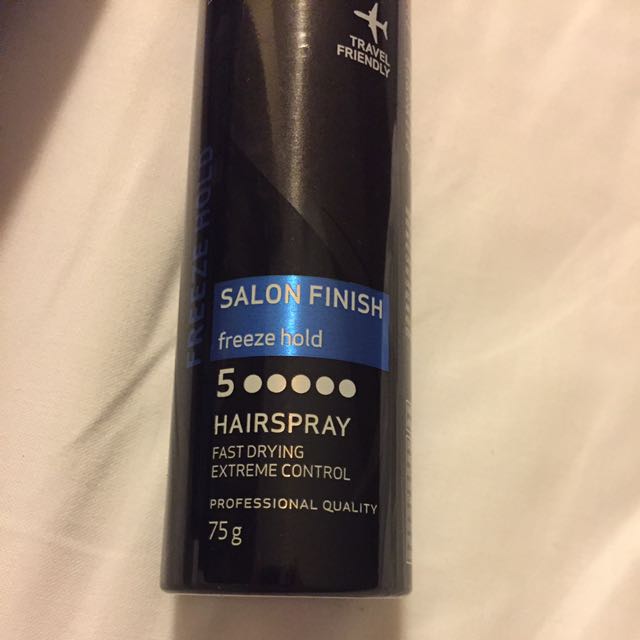 TRAVEL
FRIENDLY
FREEZE HOLD
SALON FINISH
freeze hold
5
HAIRSPRAY
FAST DRYING
EXTREME CONTROL
PROFESSIONAL QUALITY
75g